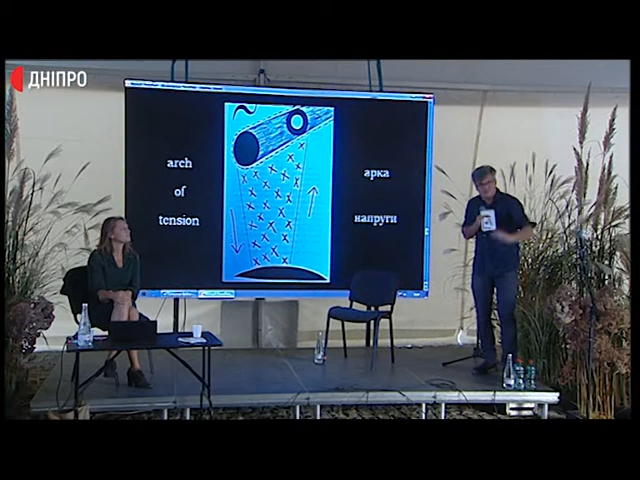 ДНІПРО
arch
of
tension
арка
напруги